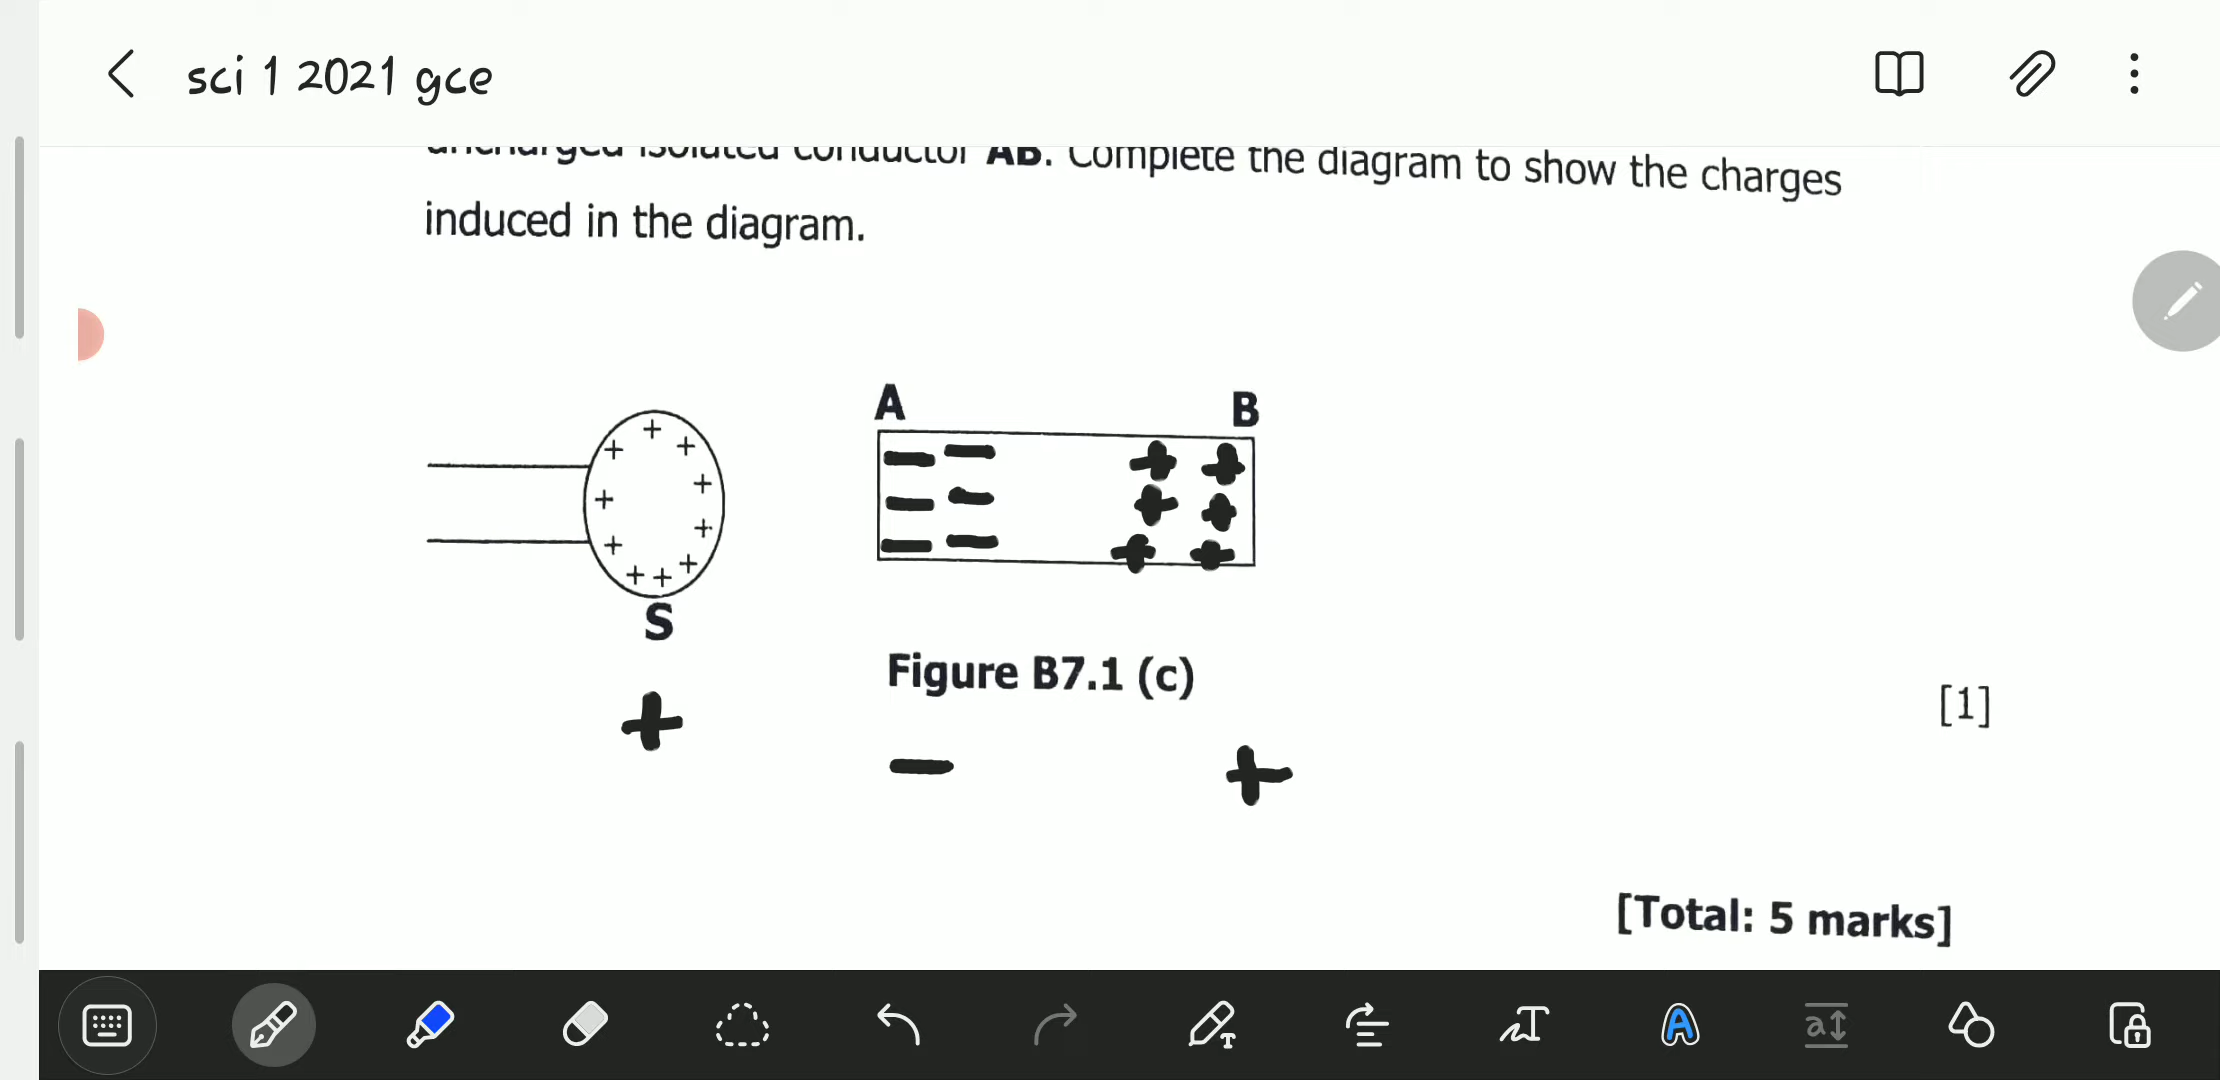 sci 1 2021 gce
uncharged isolated conductor AB. Complete the diagram to show the charges
induced in the diagram.
A B
+ + +
+ +
+ +
+ + + +
− − + +
− − + +
− − + +
S
Figure B7.1 (c)
[1]
+
− +
[Total: 5 marks]
T T A a